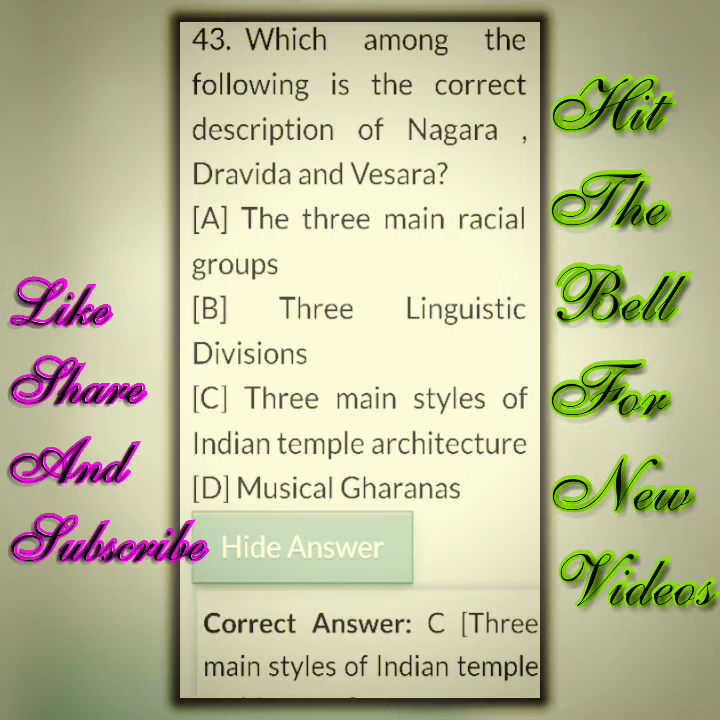 43. Which among the
following is the correct
description of Nagara ,
Dravida and Vesara?
[A] The three main racial
groups
[B] Three Linguistic
Divisions
[C] Three main styles of
Indian temple architecture
[D] Musical Gharanas
Hide Answer
Correct Answer: C [Three
main styles of Indian temple
Like
Share
And
Subscribe
Hit
The
Bell
For
New
Videos